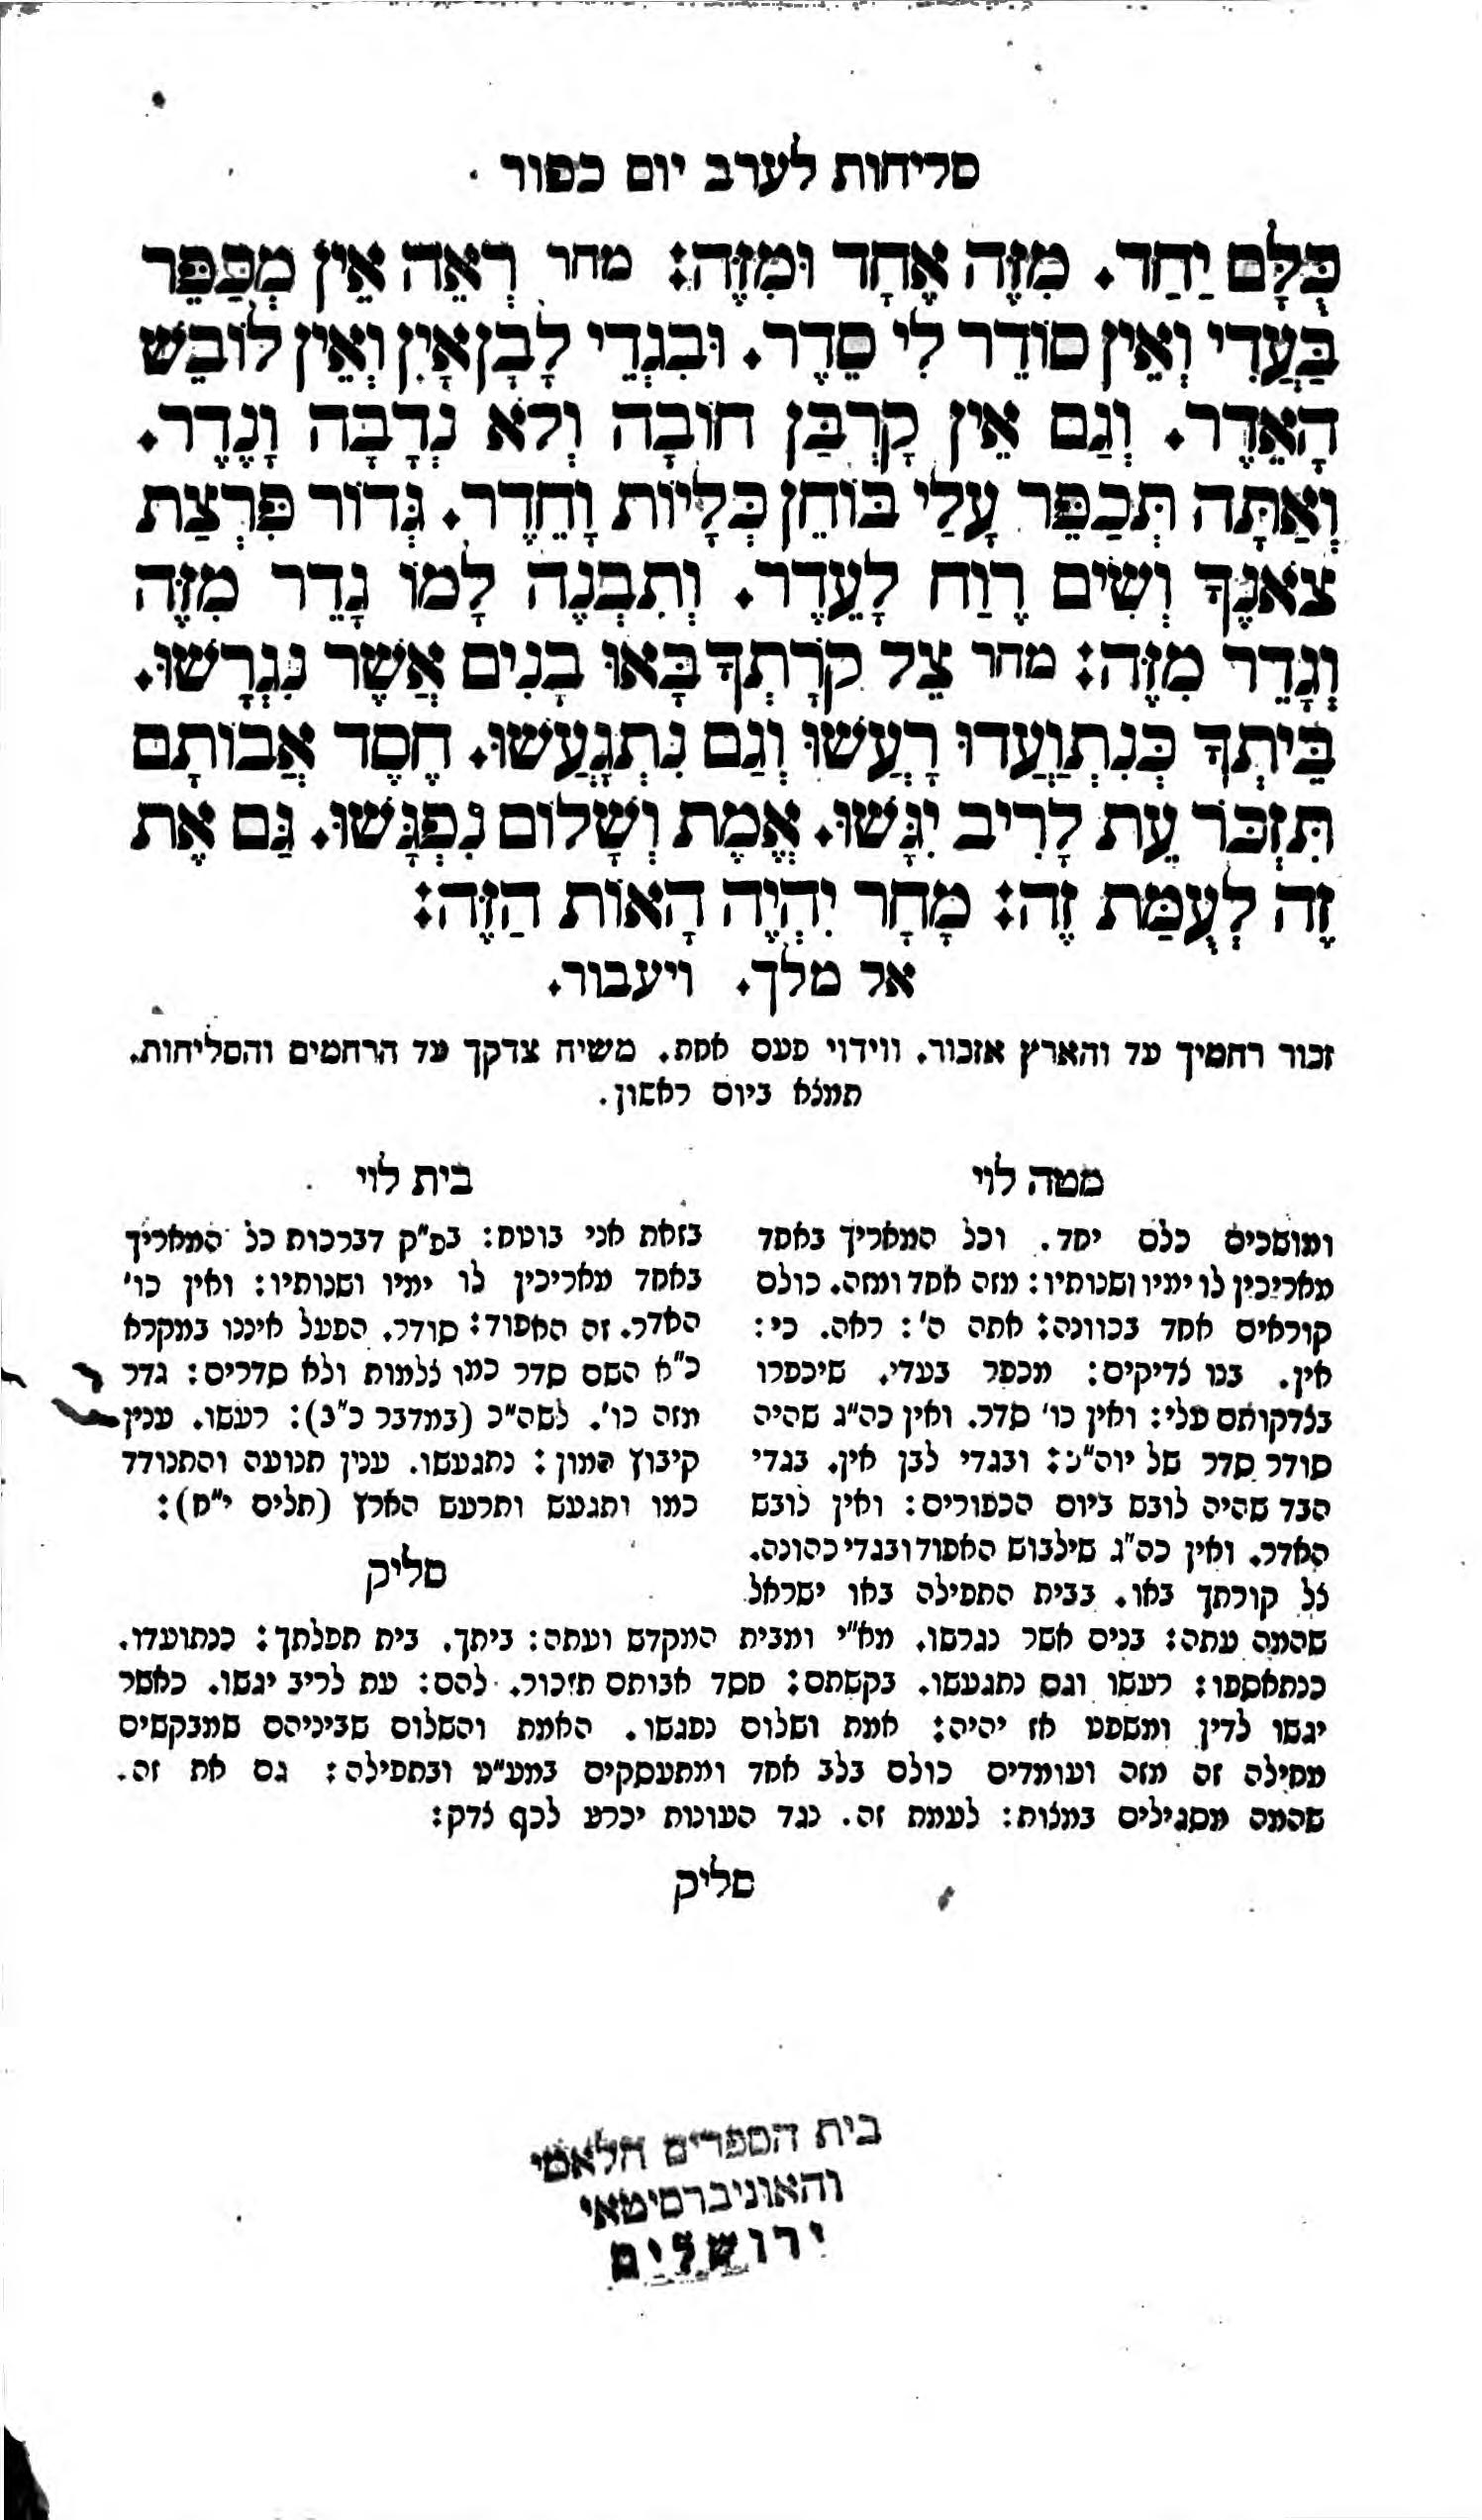 סליחות לערב יום כפור
כְּלָּם יַחַד. מִזֶּה אֶחָד וּמִזֶּה: מחר רְאֵה אֵין מְכַפֵּר
בַּעֲדִי וְאֵין סוֹדֵר לִי סֵדֶר. וּבִגְדֵי לָבָן אָיִן וְאֵין לוֹבֵשׁ
הָאֵדֶר. וְגַם אֵין קָרְבַּן חוֹבָה וְלֹא נְדָבָה וָנֶדֶר.
וְאַתָּה תְּכַפֵּר עָלַי בּוֹחֵן כְּלָיוֹת וָחֵדֶר. גְּדוֹר פִּרְצַת
צֹאנֶךָ וְשִׂים רֶוַח לָעֵדֶר. וְתִבְנֶה לָמוֹ גָדֵר מִזֶּה
וְגָדֵר מִזֶּה: מחר צֵל קֹרָתְךָ בָּאוּ בָנִים אֲשֶׁר נִגְרָשׁוּ.
בֵּיתְךָ כְּנִתְוַעֲדוּ רָעֲשׁוּ וְגַם נִתְגָּעֲשׁוּ. חֶסֶד אֲבוֹתָם
תִּזְכֹּר עֵת לָרִיב יִגָּשׁוּ. אֱמֶת וְשָׁלוֹם נִפְגָּשׁוּ. גַּם אֶת
זֶה לְעֻמַּת זֶה: מָחָר יִהְיֶה הָאוֹת הַזֶּה:
אל מלך. ויעבור.
זכור רחמיך עד והארץ אזכור. ווידוי פעם אחת. משיח צדקך עד הרחמים והסליחות.
תמצא ביום ראשון.
מטה לוי
ומושכים כלם יחד. וכל המאריך באחד
מאריכין לו ימיו ושנותיו: מזה אחד ומזה. כולם
קוראים אחד בכוונה: אתה ה': ראה. כי:
אין. בנו צדיקים: מכפר בעדי. שיכפרו
בצדקותם עלי: ואין כו' סדר. ואין כה"ג שהיה
סודר סדר של יוה"כ: ובגדי לבן אין. בגדי
הבד שהיה לובש ביום הכפורים: ואין לובש
האדר. ואין כה"ג שילבוש האפוד ובגדי כהונה.
צל קורתך באו. בבית התפילה באו ישראל
שהמה עתה: בנים אשר נגרשו. מא"י ומבית המקדש ועתה: ביתך. בית תפלתך: כנתועדו.
כנתאספו: רעשו וגם נתגעשו. בקשתם: חסד אבותם תזכור. להם: עת לריב יגשו. כאשר
יגשו לדין ומשפט אז יהיה: אמת ושלום נפגשו. האמת והשלום שביניהם שמבקשים
מחילה זה מזה ועומדים כולם בלב אחד ומתעסקים במע"ט ובתפילה: גם את זה.
שהמה מסגילים במצות: לעמת זה. נגד העונות יכרע לכף צדק:
סליק
בית לוי
בזאת אני בוטח: בפ"ק דברכות כל המאריך
באחד מאריכין לו ימיו ושנותיו: ואין כו'
האדר. זה האפוד: סודר. הפעל איננו במקרא
כ"א השם סדר כמו צלמות ולא סדרים: גדר
מזה כו'. לשה"כ (במדבר כ"ב): רעשו. ענין
קיבוץ המון: נתגעשו. ענין תנועה והתנודד
כמו ותגעש ותרעש הארץ (תלים י"ח):
סליק
בית הספרים הלאמי
והאוניברסיטאי
ירושלים